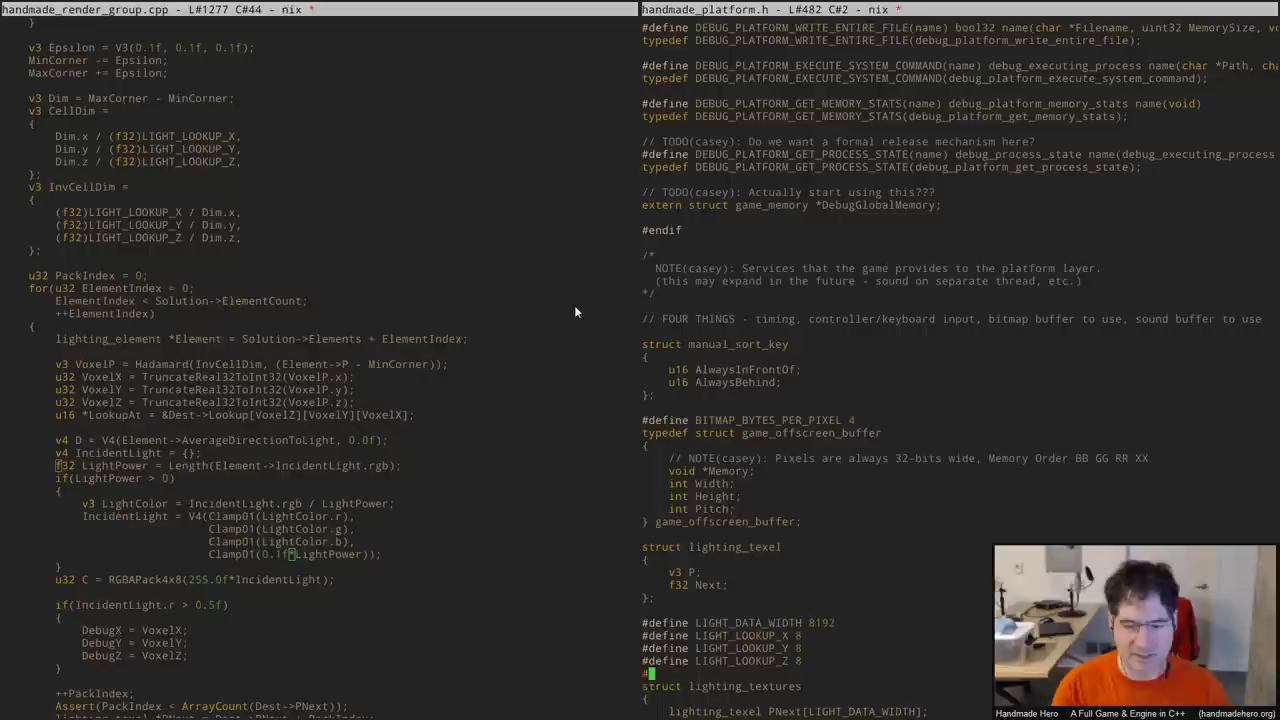 handmade_render_group.cpp - L#1277 C#44 - nix *
}
v3 Epsilon = V3(0.1f, 0.1f, 0.1f);
MinCorner -= Epsilon;
MaxCorner += Epsilon;
v3 Dim = MaxCorner - MinCorner;
v3 CellDim =
{
Dim.x / (f32)LIGHT_LOOKUP_X,
Dim.y / (f32)LIGHT_LOOKUP_Y,
Dim.z / (f32)LIGHT_LOOKUP_Z,
};
v3 InvCellDim =
{
(f32)LIGHT_LOOKUP_X / Dim.x,
(f32)LIGHT_LOOKUP_Y / Dim.y,
(f32)LIGHT_LOOKUP_Z / Dim.z,
};
u32 PackIndex = 0;
for(u32 ElementIndex = 0;
ElementIndex < Solution->ElementCount;
++ElementIndex)
{
lighting_element *Element = Solution->Elements + ElementIndex;
v3 VoxelP = Hadamard(InvCellDim, (Element->P - MinCorner));
u32 VoxelX = TruncateReal32ToInt32(VoxelP.x);
u32 VoxelY = TruncateReal32ToInt32(VoxelP.y);
u32 VoxelZ = TruncateReal32ToInt32(VoxelP.z);
u16 *LookupAt = &Dest->Lookup[VoxelZ][VoxelY][VoxelX];
v4 D = V4(Element->AverageDirectionToLight, 0.0f);
v4 IncidentLight = {};
f32 LightPower = Length(Element->IncidentLight.rgb);
if(LightPower > 0)
{
v3 LightColor = IncidentLight.rgb / LightPower;
IncidentLight = V4(Clamp01(LightColor.r),
Clamp01(LightColor.g),
Clamp01(LightColor.b),
Clamp01(0.1f*LightPower));
}
u32 C = RGBAPack4x8(255.0f*IncidentLight);
if(IncidentLight.r > 0.5f)
{
DebugX = VoxelX;
DebugY = VoxelY;
DebugZ = VoxelZ;
}
++PackIndex;
Assert(PackIndex < ArrayCount(Dest->PNext));
handmade_platform.h - L#482 C#2 - nix *
#define DEBUG_PLATFORM_WRITE_ENTIRE_FILE(name) bool32 name(char *Filename, uint32 MemorySize, vo
typedef DEBUG_PLATFORM_WRITE_ENTIRE_FILE(debug_platform_write_entire_file);
#define DEBUG_PLATFORM_EXECUTE_SYSTEM_COMMAND(name) debug_executing_process name(char *Path, cha
typedef DEBUG_PLATFORM_EXECUTE_SYSTEM_COMMAND(debug_platform_execute_system_command);
#define DEBUG_PLATFORM_GET_MEMORY_STATS(name) debug_platform_memory_stats name(void)
typedef DEBUG_PLATFORM_GET_MEMORY_STATS(debug_platform_get_memory_stats);
// TODO(casey): Do we want a formal release mechanism here?
#define DEBUG_PLATFORM_GET_PROCESS_STATE(name) debug_process_state name(debug_executing_process
typedef DEBUG_PLATFORM_GET_PROCESS_STATE(debug_platform_get_process_state);
// TODO(casey): Actually start using this???
extern struct game_memory *DebugGlobalMemory;
#endif
/*
NOTE(casey): Services that the game provides to the platform layer.
(this may expand in the future - sound on separate thread, etc.)
*/
// FOUR THINGS - timing, controller/keyboard input, bitmap buffer to use, sound buffer to use
struct manual_sort_key
{
u16 AlwaysInFrontOf;
u16 AlwaysBehind;
};
#define BITMAP_BYTES_PER_PIXEL 4
typedef struct game_offscreen_buffer
{
// NOTE(casey): Pixels are always 32-bits wide, Memory Order BB GG RR XX
void *Memory;
int Width;
int Height;
int Pitch;
} game_offscreen_buffer;
struct lighting_texel
{
v3 P;
f32 Next;
};
#define LIGHT_DATA_WIDTH 8192
#define LIGHT_LOOKUP_X 8
#define LIGHT_LOOKUP_Y 8
#define LIGHT_LOOKUP_Z 8
#
struct lighting_textures
{
lighting_texel PNext[LIGHT_DATA_WIDTH];
Handmade Hero A Full Game & Engine in C++ (handmadehero.org)